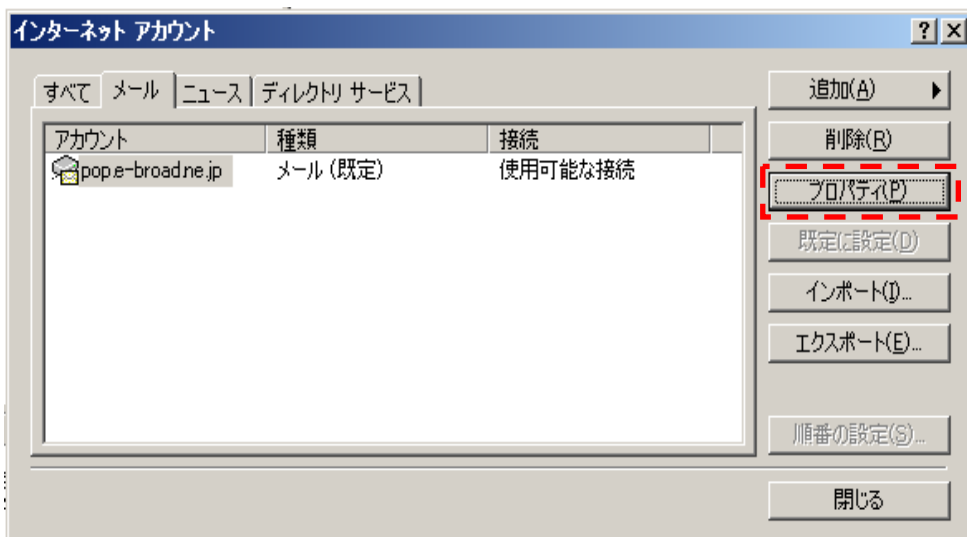 インターネット アカウント
すべて メール ニュース ディレクトリ サービス
アカウント 種類 接続
pop.e-broad.ne.jp メール (既定) 使用可能な接続
追加(A)
削除(R)
プロパティ(P)
既定に設定(D)
インポート(I)...
エクスポート(E)...
順番の設定(S)...
閉じる